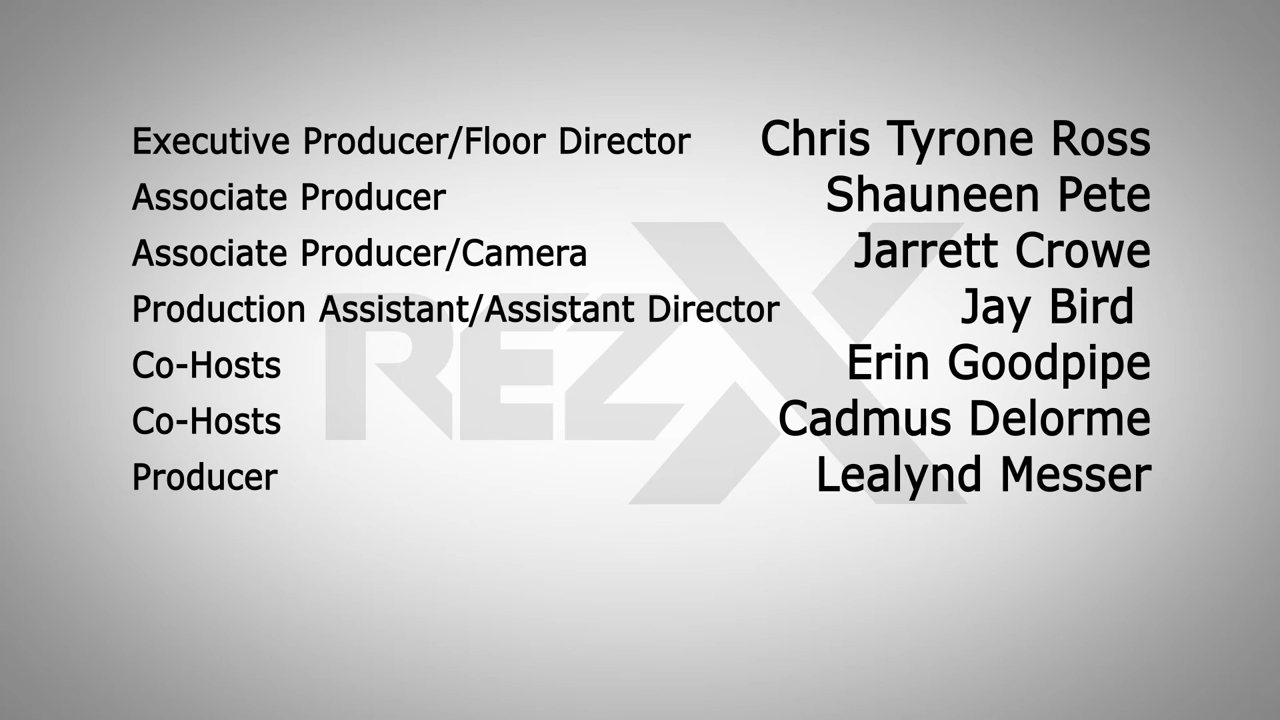 Executive Producer/Floor Director Chris Tyrone Ross
Associate Producer Shauneen Pete
Associate Producer/Camera Jarrett Crowe
Production Assistant/Assistant Director Jay Bird
Co-Hosts Erin Goodpipe
Co-Hosts Cadmus Delorme
Producer Lealynd Messer
REZX